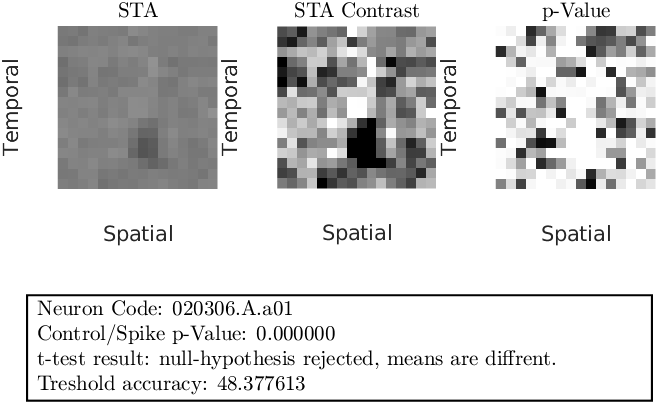 STA
STA Contrast
p-Value
Temporal
Temporal
Temporal
Spatial
Spatial
Spatial
Neuron Code: 020306.A.a01
Control/Spike p-Value: 0.000000
t-test result: null-hypothesis rejected, means are diffrent.
Treshold accuracy: 48.377613